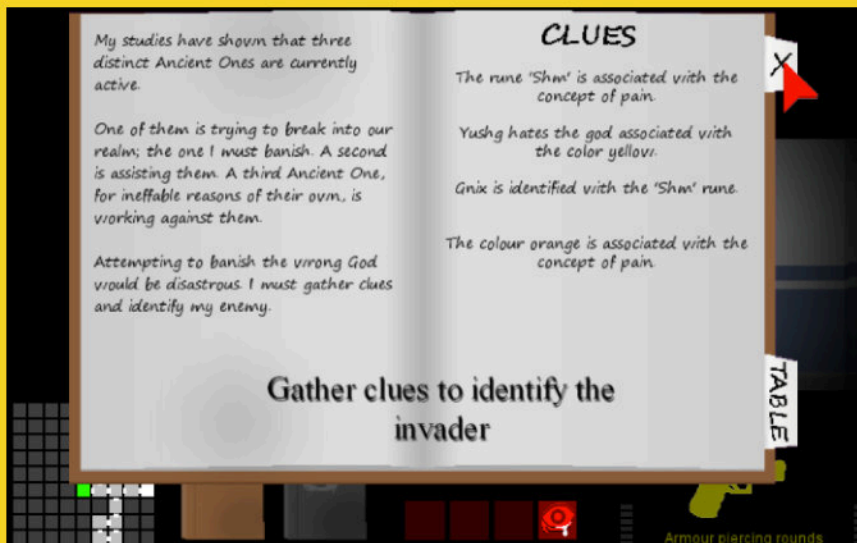 My studies have shown that three
distinct Ancient Ones are currently
active.
One of them is trying to break into our
realm; the one I must banish. A second
is assisting them. A third Ancient One,
for ineffable reasons of their own, is
working against them.
Attempting to banish the wrong God
would be disastrous. I must gather clues
and identify my enemy.
CLUES
The rune 'Shm' is associated with the
concept of pain.
Yushg hates the god associated with
the color yellow.
Gnix is identified with the 'Shm' rune.
The colour orange is associated with the
concept of pain.
X
TABLE
Gather clues to identify the
invader
Armour piercing rounds